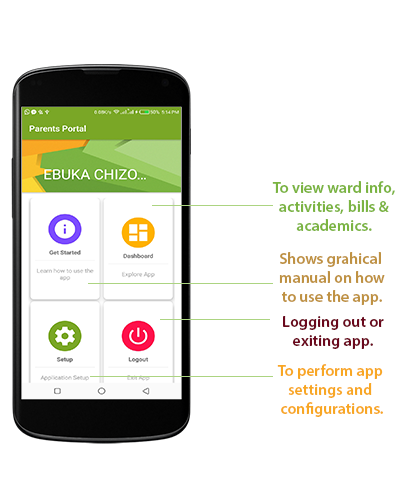 8.68K/s 50% 5:14 PM
Parents Portal
EBUKA CHIZO...
Get Started
Learn how to use the
app
Dashboard
Explore App
Setup
Application Setup
Logout
Exit App
To view ward info,
activities, bills &
academics.
Shows grahical
manual on how
to use the app.
Logging out or
exiting app.
To perform app
settings and
configurations.